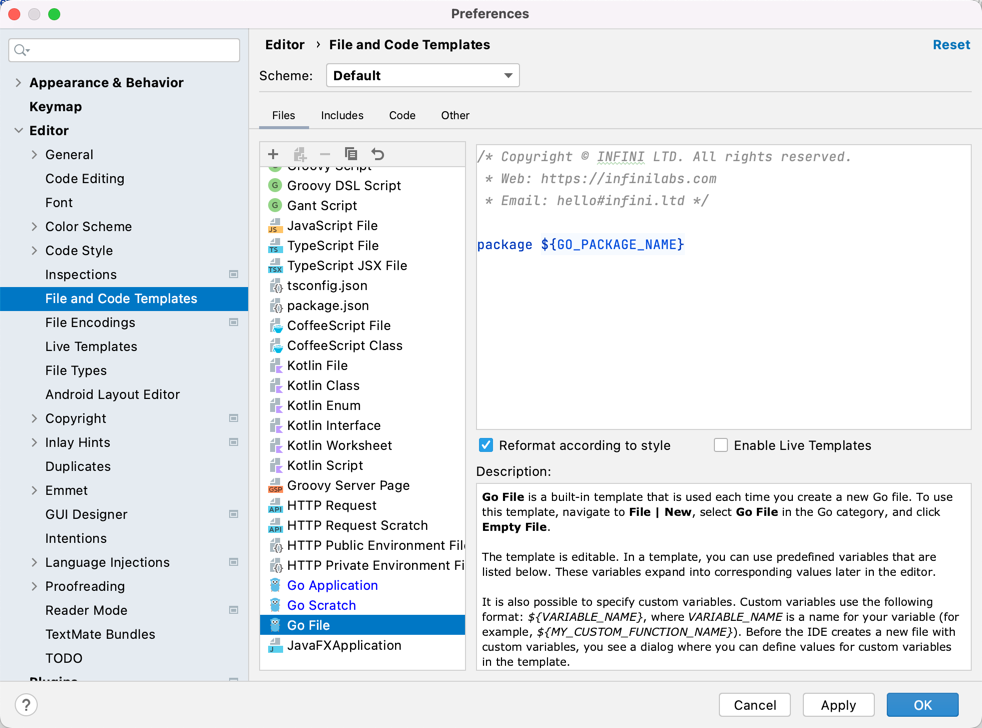 Preferences
Appearance & Behavior
Keymap
Editor
General
Code Editing
Font
Color Scheme
Code Style
Inspections
File and Code Templates
File Encodings
Live Templates
File Types
Android Layout Editor
Copyright
Inlay Hints
Duplicates
Emmet
GUI Designer
Intentions
Language Injections
Proofreading
Reader Mode
TextMate Bundles
TODO
Plugins
Editor › File and Code Templates
Reset
Scheme: Default
Files Includes Code Other
Groovy Script
Groovy DSL Script
Gant Script
JavaScript File
TypeScript File
TypeScript JSX File
tsconfig.json
package.json
CoffeeScript File
CoffeeScript Class
Kotlin File
Kotlin Class
Kotlin Enum
Kotlin Interface
Kotlin Worksheet
Kotlin Script
Groovy Server Page
HTTP Request
HTTP Request Scratch
HTTP Public Environment Fil
HTTP Private Environment Fi
Go Application
Go Scratch
Go File
JavaFXApplication
/* Copyright © INFINI LTD. All rights reserved.
 * Web: https://infinilabs.com
 * Email: hello#infini.ltd */
package ${GO_PACKAGE_NAME}
Reformat according to style
Enable Live Templates
Description:
Go File is a built-in template that is used each time you create a new Go file. To use
this template, navigate to File | New, select Go File in the Go category, and click
Empty File.
The template is editable. In a template, you can use predefined variables that are
listed below. These variables expand into corresponding values later in the editor.
It is also possible to specify custom variables. Custom variables use the following
format: ${VARIABLE_NAME}, where VARIABLE_NAME is a name for your variable (for
example, ${MY_CUSTOM_FUNCTION_NAME}). Before the IDE creates a new file with
custom variables, you see a dialog where you can define values for custom variables
in the template.
?
Cancel
Apply
OK